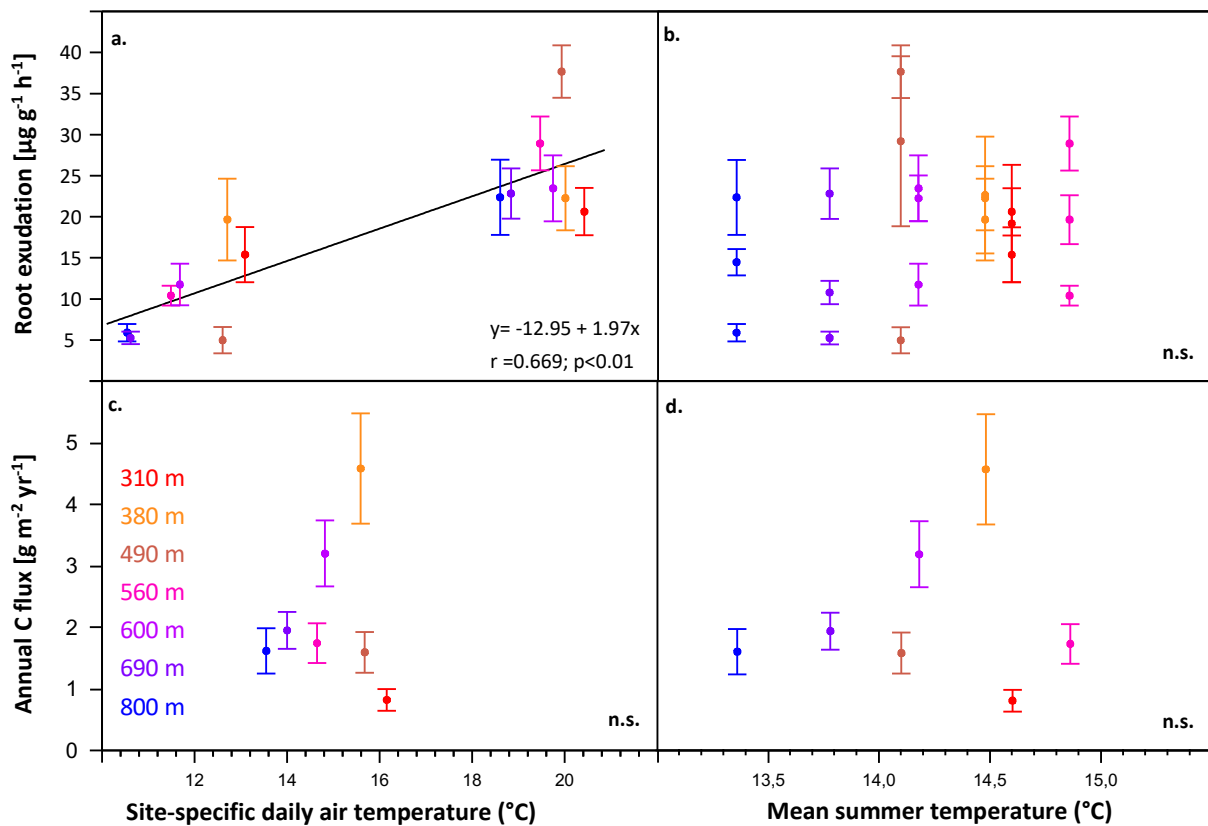 a.
b.
Root exudation [µg g⁻¹ h⁻¹]
40
35
30
25
20
15
10
5
y= -12.95 + 1.97x
r =0.669; p<0.01
n.s.
c.
d.
Annual C flux [g m⁻² yr⁻¹]
5
4
3
2
1
0
310 m
380 m
490 m
560 m
600 m
690 m
800 m
n.s.
n.s.
12
14
16
18
20
13,5
14,0
14,5
15,0
Site-specific daily air temperature (°C)
Mean summer temperature (°C)